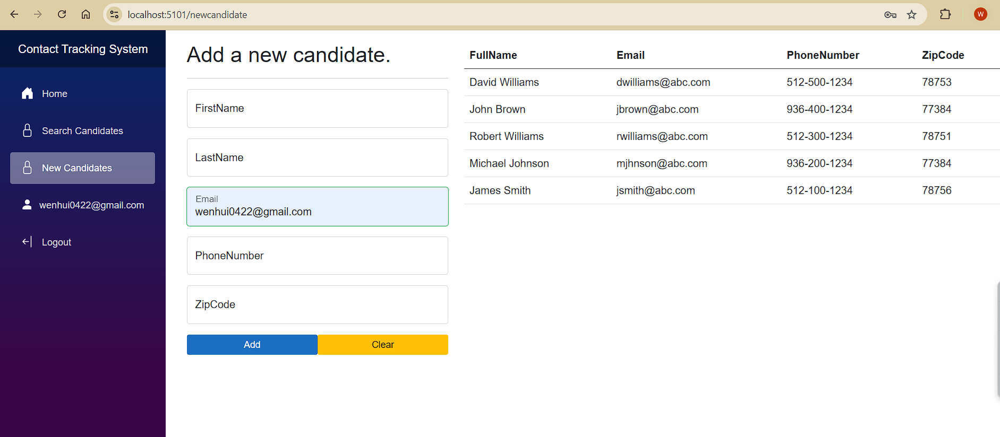 localhost:5101/newcandidate
W
Contact Tracking System
Home
Search Candidates
New Candidates
wenhui0422@gmail.com
Logout
Add a new candidate.
FirstName
LastName
Email
wenhui0422@gmail.com
PhoneNumber
ZipCode
Add Clear
FullName Email PhoneNumber ZipCode
David Williams dwilliams@abc.com 512-500-1234 78753
John Brown jbrown@abc.com 936-400-1234 77384
Robert Williams rwilliams@abc.com 512-300-1234 78751
Michael Johnson mjhnson@abc.com 936-200-1234 77384
James Smith jsmith@abc.com 512-100-1234 78756